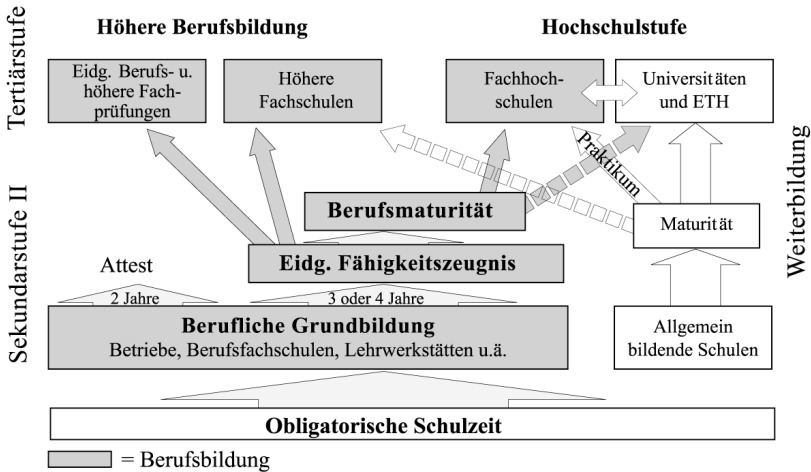 Höhere Berufsbildung
Hochschulstufe
Tertiärstufe
Eidg. Berufs- u.
höhere Fach-
prüfungen
Höhere
Fachschulen
Fachhoch-
schulen
Universitäten
und ETH
Praktikum
Weiterbildung
Sekundarstufe II
Berufsmaturität
Maturität
Eidg. Fähigkeitszeugnis
Attest
2 Jahre
3 oder 4 Jahre
Berufliche Grundbildung
Betriebe, Berufsfachschulen, Lehrwerkstätten u.ä.
Allgemein
bildende Schulen
Obligatorische Schulzeit
= Berufsbildung